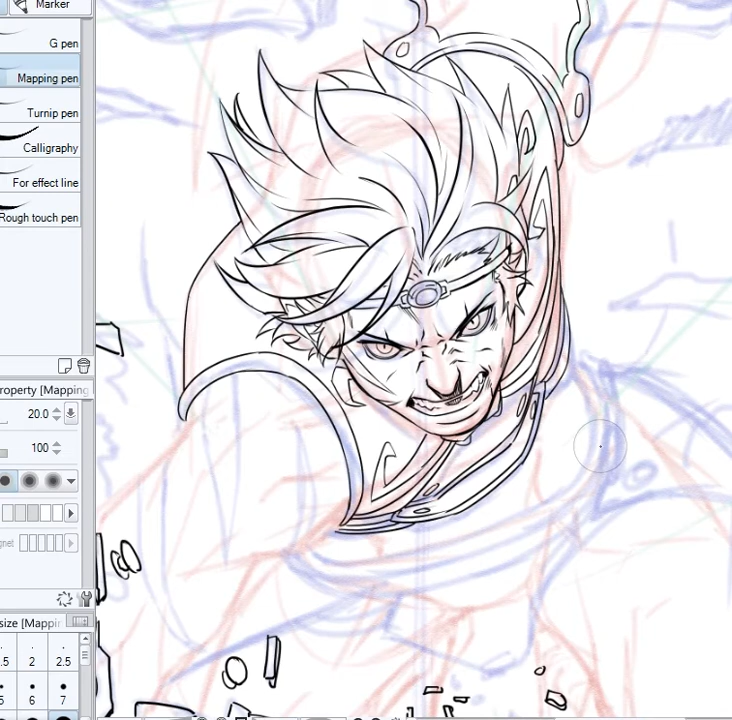 Marker
G pen
Mapping pen
Turnip pen
Calligraphy
For effect line
Rough touch pen
roperty [Mapping
20.0
100
gnet
size [Mappin
.5 2 2.5
5 6 7